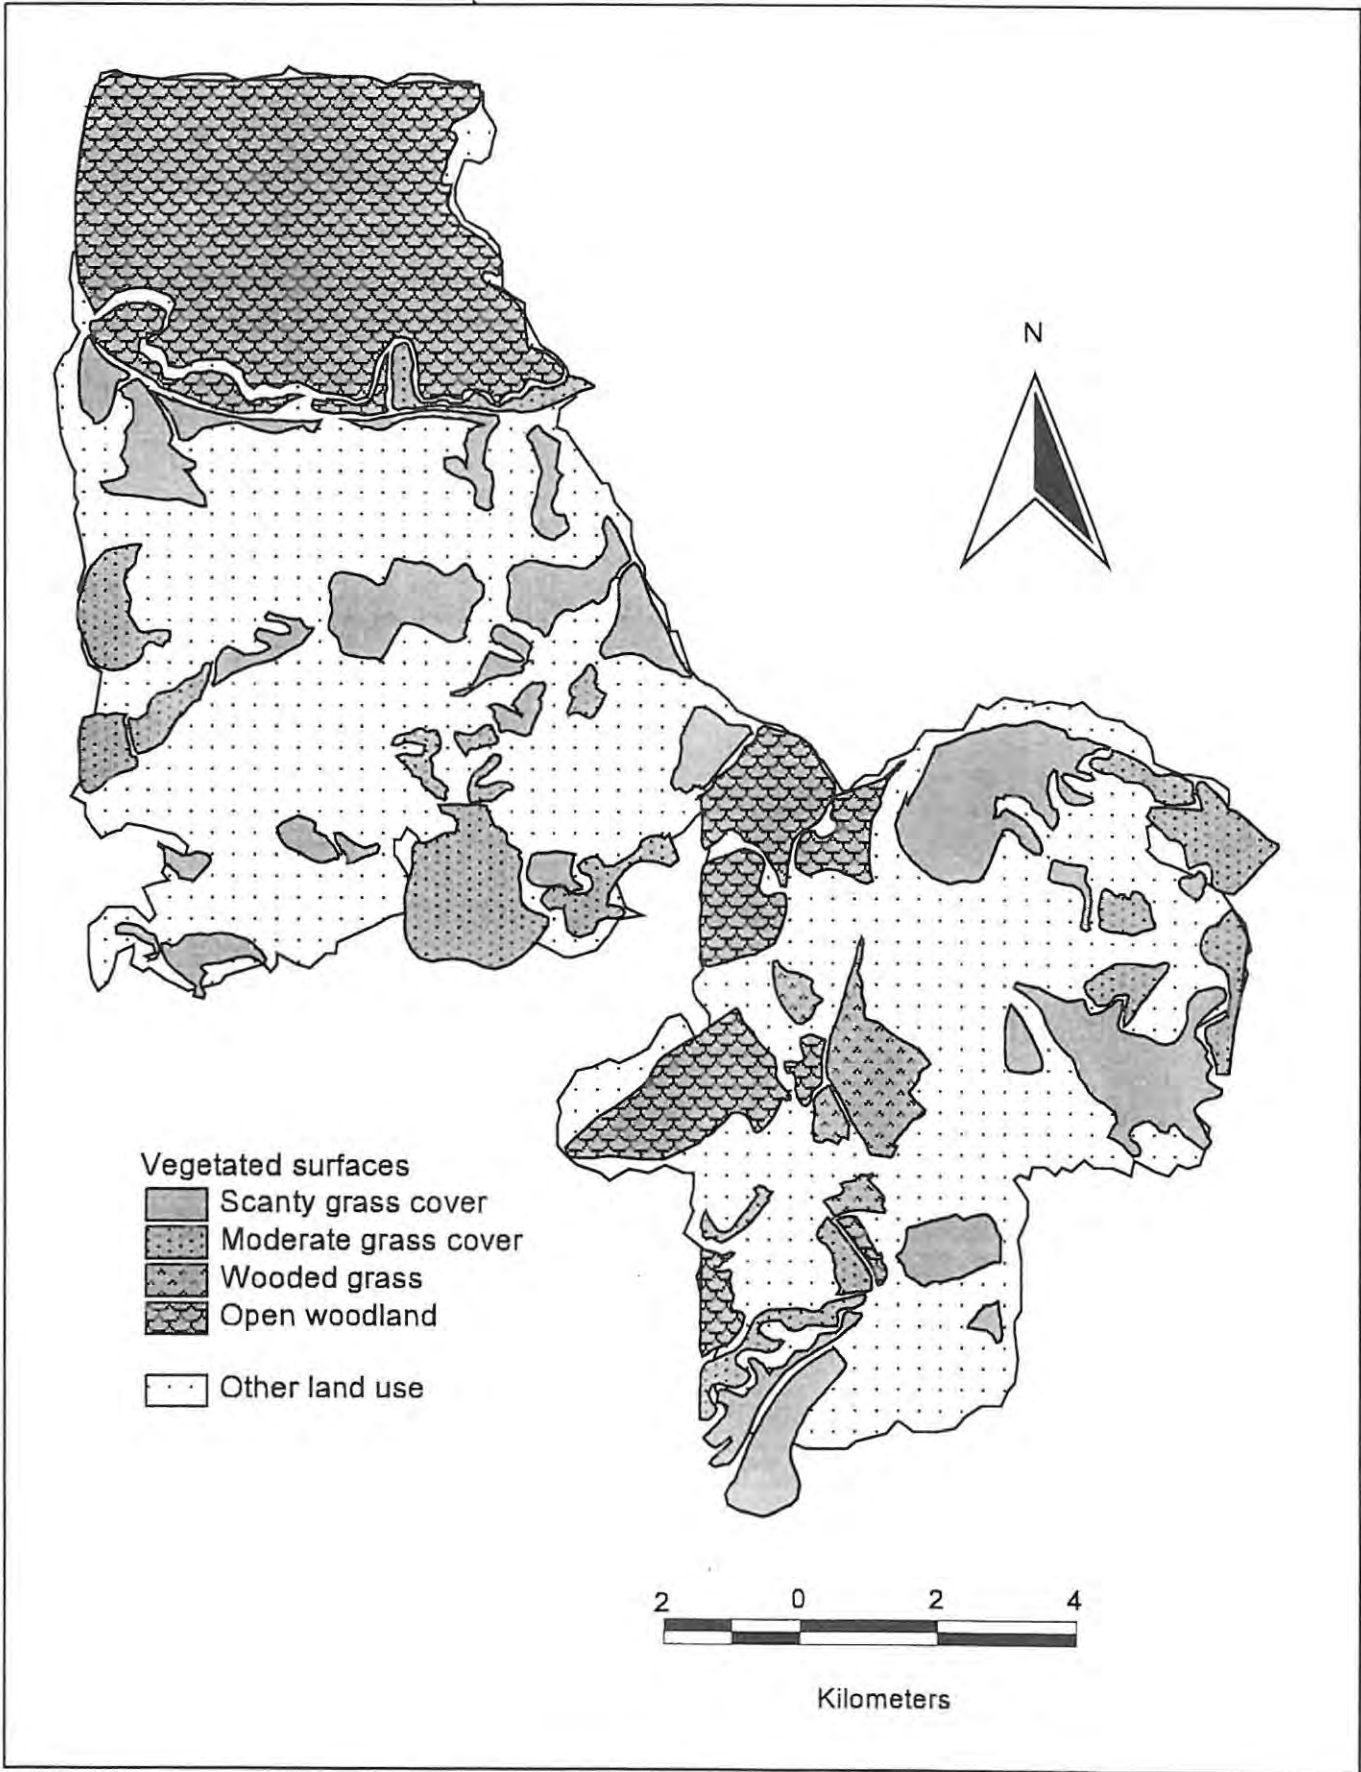 N
Vegetated surfaces
Scanty grass cover
Moderate grass cover
Wooded grass
Open woodland
Other land use
2 0 2 4
Kilometers